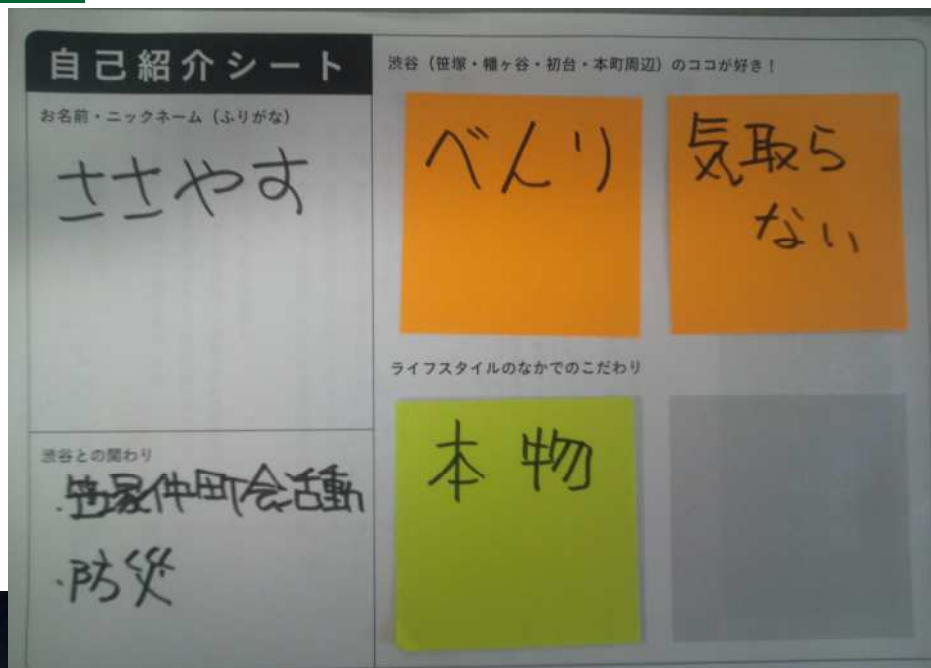 自己紹介シート
お名前・ニックネーム（ふりがな）
ささやす
渋谷との関わり
・笹塚仲町会活動
・防災
渋谷（笹塚・幡ヶ谷・初台・本町周辺）のココが好き！
べんり
気取ら
ない
ライフスタイルのなかでのこだわり
本物